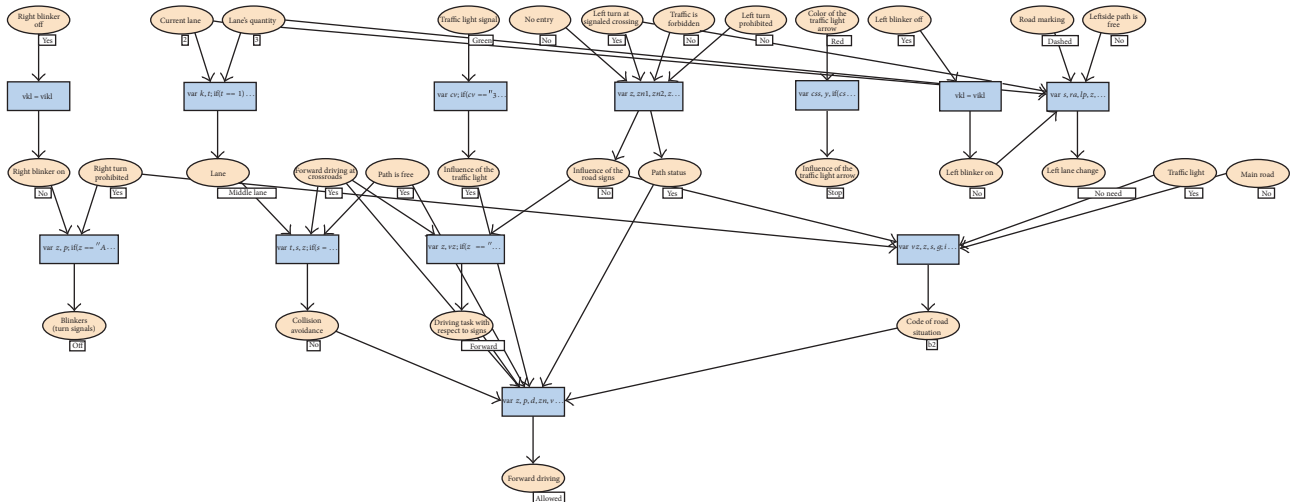 Right blinker
off
Yes
Current lane
2
Lane's quantity
3
Traffic light signal
Green
No entry
No
Left turn at
signaled crossing
Yes
Traffic is
forbidden
No
Left turn
prohibited
No
Color of the
traffic light
arrow
Red
Left blinker off
Yes
Road marking
Dashed
Leftside path is
free
No
vkl = vikl
var k, t; if(t == 1) . . .
var cv; if(cv == "3 . . .
var z, zn1, zn2, z . . .
var css, y, if(cs . . .
vkl = vikl
var s, ra, lp, z, . . .
Right blinker on
No
Right turn
prohibited
Yes
Lane
Middle lane
Forward driving at
crossroads
Yes
Path is free
Yes
Influence of the
traffic light
Yes
Influence of the
road signs
No
Path status
Yes
Influence of the
traffic light arrow
Stop
Left blinker on
No
Left lane change
No need
Traffic light
Yes
Main road
No
var z, p; if(z == "A . . .
var t, s, z; if(s = . . .
var z, vz; if(z == " . . .
var vz, z, s, g; i . . .
Blinkers
(turn signals)
Off
Collision
avoidance
No
Driving task with
respect to signs
Forward
Code of road
situation
b2
var z, p, d, zn, v . . .
Forward driving
Allowed